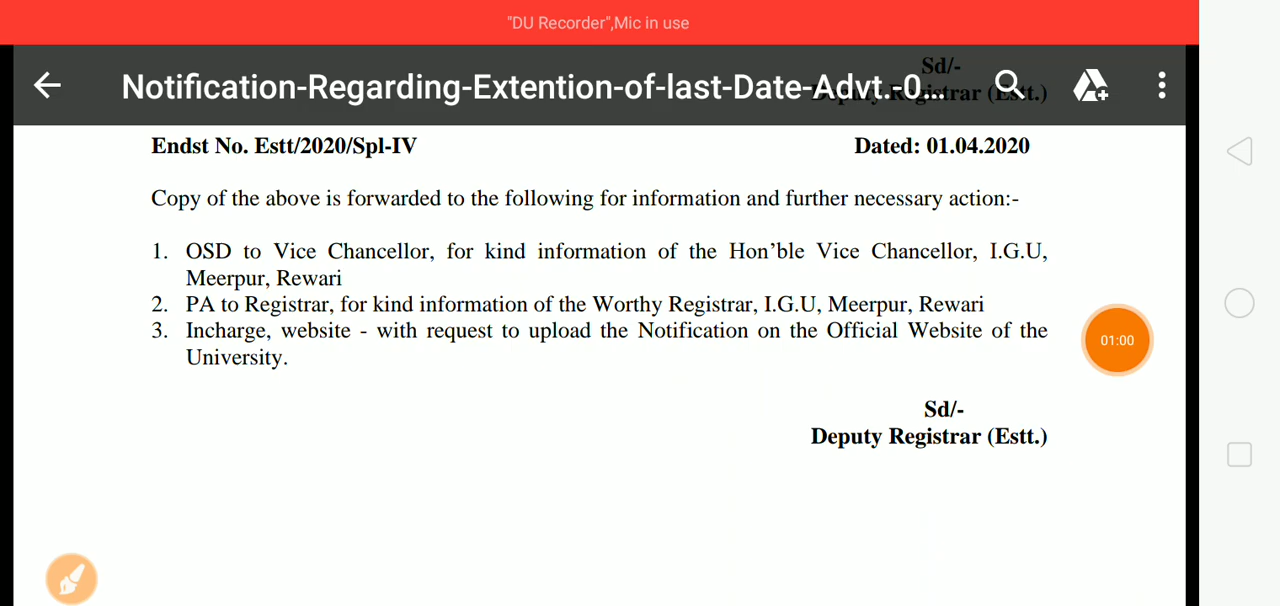 "DU Recorder",Mic in use
Sd/-
Notification-Regarding-Extention-of-last-Date-Advt.-0...
Deputy Registrar (Estt.)
Endst No. Estt/2020/Spl-IV Dated: 01.04.2020
Copy of the above is forwarded to the following for information and further necessary action:-
1. OSD to Vice Chancellor, for kind information of the Hon’ble Vice Chancellor, I.G.U,
Meerpur, Rewari
2. PA to Registrar, for kind information of the Worthy Registrar, I.G.U, Meerpur, Rewari
3. Incharge, website - with request to upload the Notification on the Official Website of the
University.
01:00
Sd/-
Deputy Registrar (Estt.)